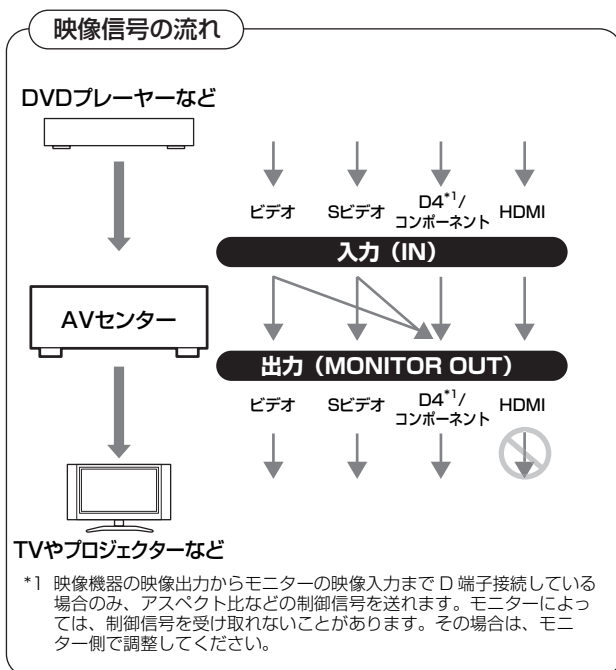 映像信号の流れ
DVDプレーヤーなど
ビデオ Sビデオ D4*1/コンポーネント HDMI
入力（IN）
AVセンター
出力（MONITOR OUT）
ビデオ Sビデオ D4*1/コンポーネント HDMI
TVやプロジェクターなど
*1 映像機器の映像出力からモニターの映像入力まで D 端子接続している
場合のみ、アスペクト比などの制御信号を送れます。モニターによっ
ては、制御信号を受け取れないことがあります。その場合は、モニ
ター側で調整してください。